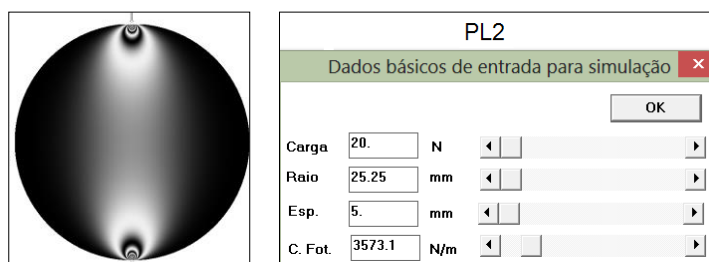 PL2
Dados básicos de entrada para simulação
OK
Carga 20. N
Raio 25.25 mm
Esp. 5. mm
C. Fot. 3573.1 N/m